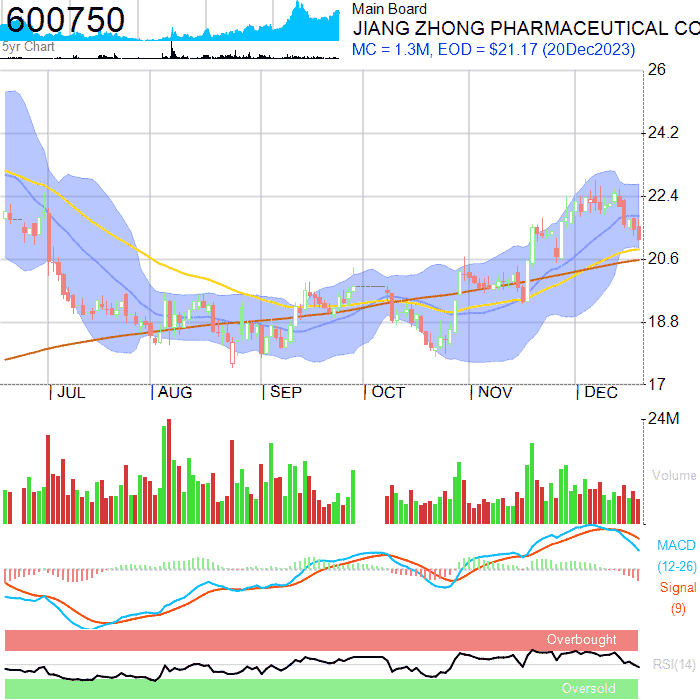 600750
5yr Chart
Main Board
JIANG ZHONG PHARMACEUTICAL CO
MC = 1.3M, EOD = $21.17 (20Dec2023)
26
24.2
22.4
20.6
18.8
17
JUL
AUG
SEP
OCT
NOV
DEC
24M
Volume
MACD
(12-26)
Signal
(9)
Overbought
RSI(14)
Oversold